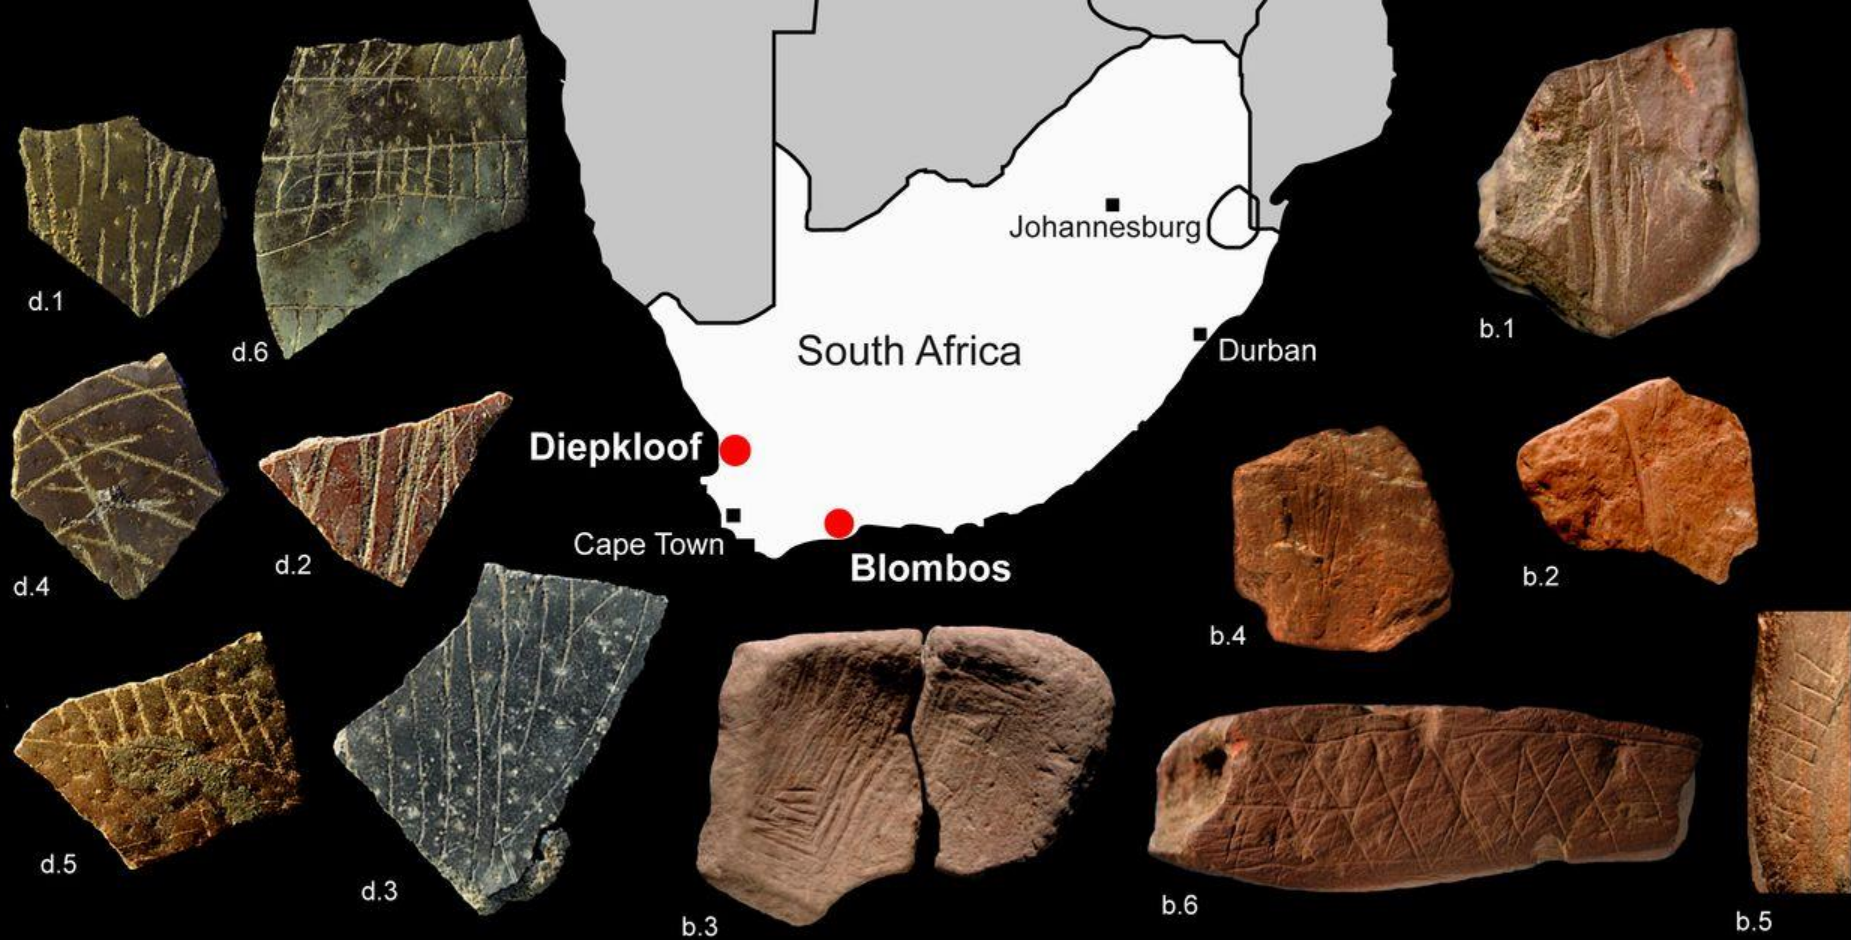 d.1
d.6
Johannesburg
b.1
South Africa
Durban
Diepkloof
d.4
d.2
Cape Town
Blombos
b.2
b.4
d.5
d.3
b.3
b.6
b.5